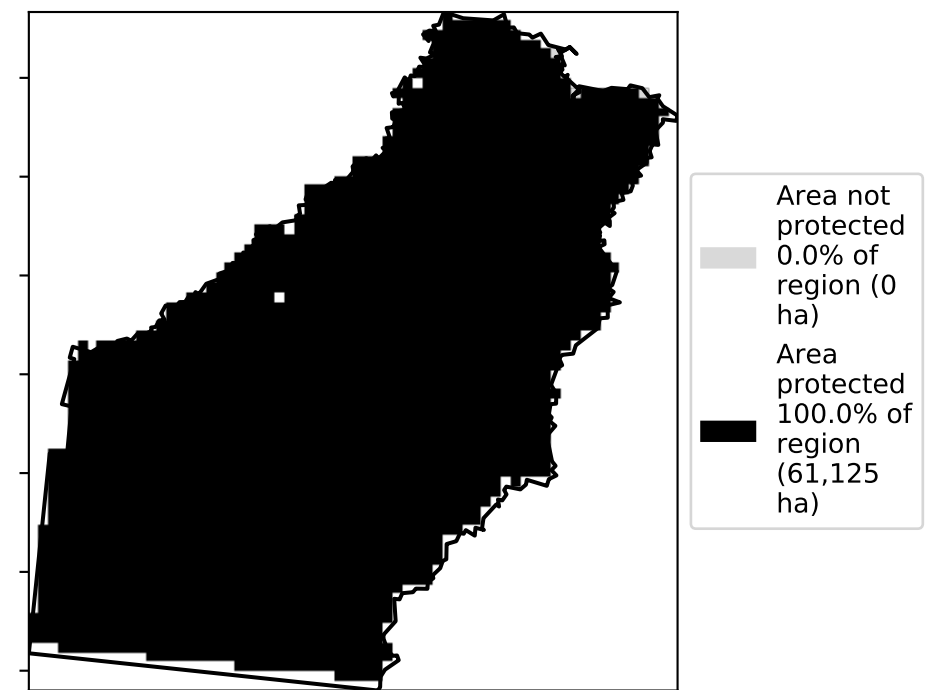 Area not
protected
0.0% of
region (0
ha)
Area
protected
100.0% of
region
(61,125
ha)